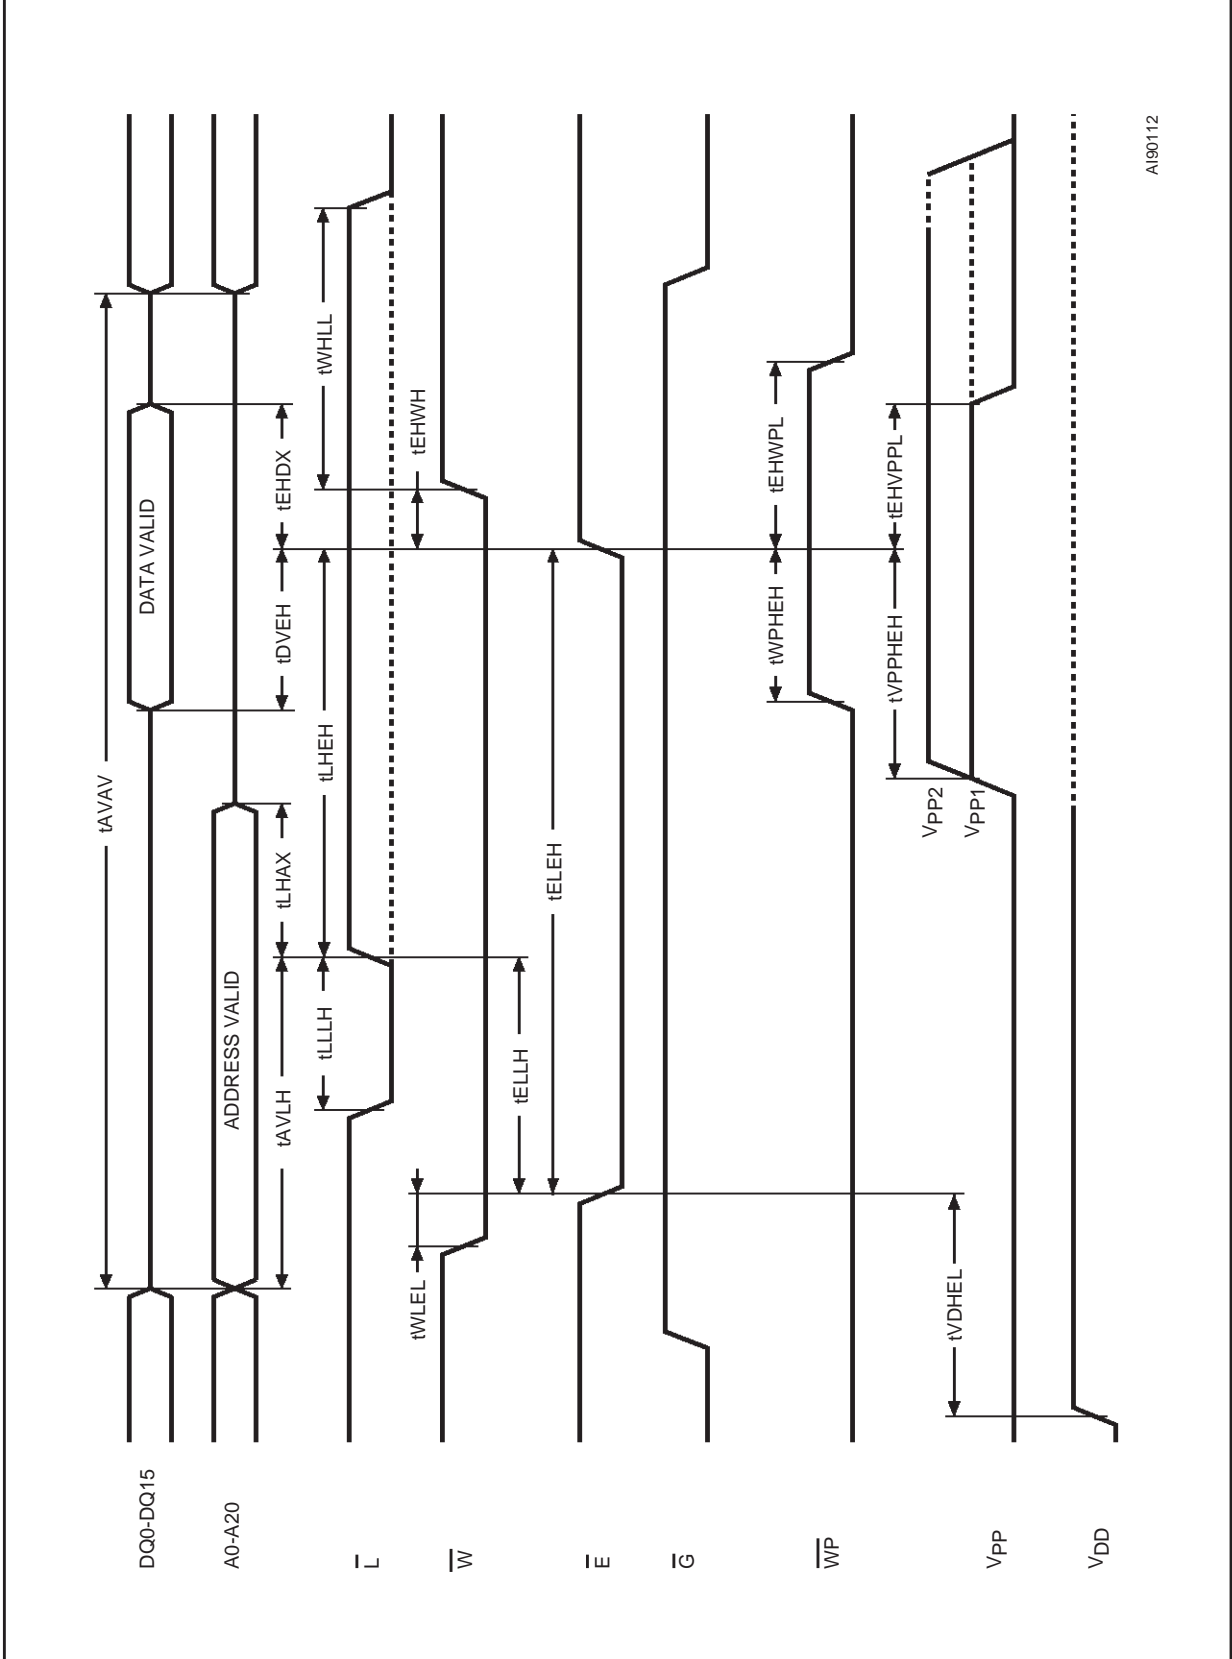 DQ0-DQ15
tAVAV
DATA VALID
A0-A20
ADDRESS VALID
tAVLH
tLHAX
tDVEH
tEHDX
L
tLLLH
tLHEH
tWHLL
W
tWLEL
tEHWH
tELLH
tELEH
E
G
WP
tWPHEH
tEHWPL
tVPPHEH
tEHVPPL
VPP
VPP2
VPP1
tVDHEL
VDD
AI90112